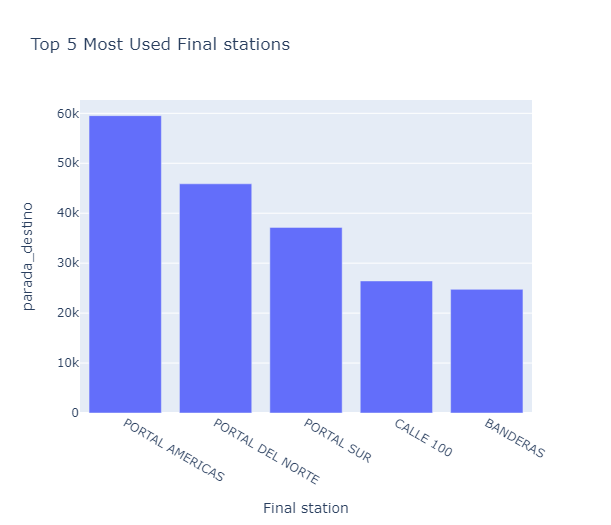 Top 5 Most Used Final stations
parada_destino
60k
50k
40k
30k
20k
10k
0
PORTAL AMERICAS
PORTAL DEL NORTE
PORTAL SUR
CALLE 100
BANDERAS
Final station